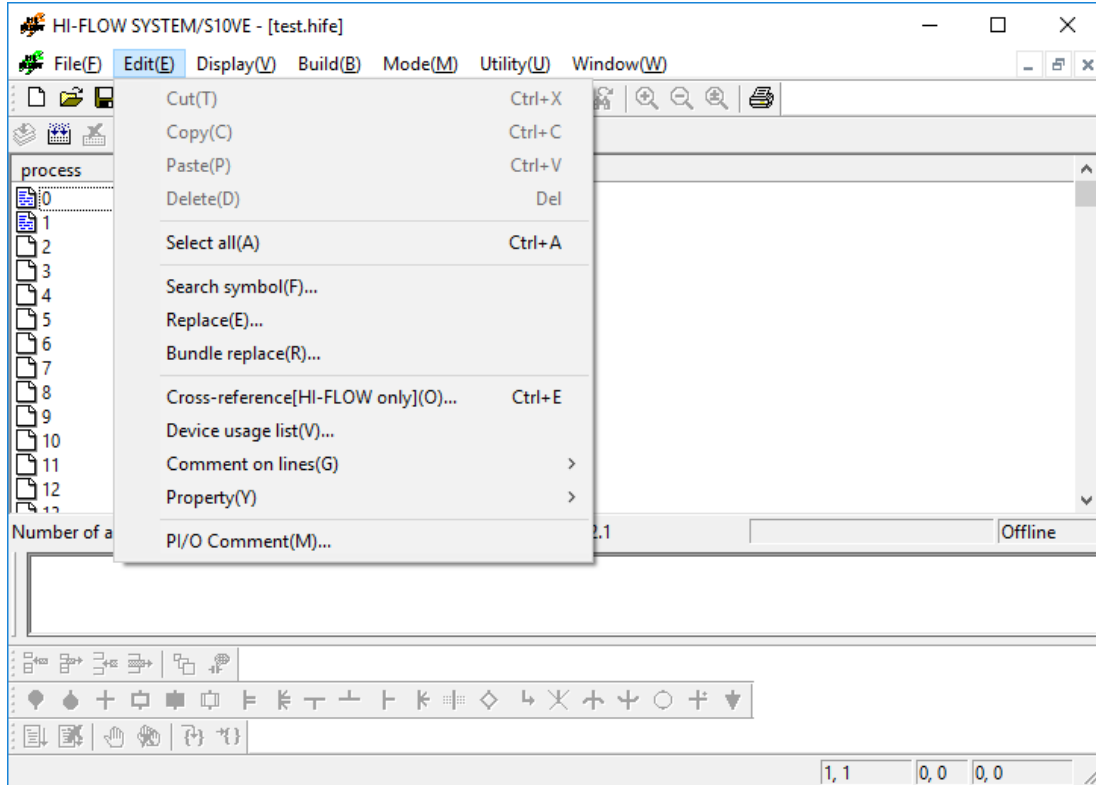 HI-FLOW SYSTEM/S10VE - [test.hife]
File(F) Edit(E) Display(V) Build(B) Mode(M) Utility(U) Window(W)
Cut(T) Ctrl+X
Copy(C) Ctrl+C
process
Paste(P) Ctrl+V
0
Delete(D) Del
1
2
Select all(A) Ctrl+A
3
4
Search symbol(F)...
5
Replace(E)...
6
Bundle replace(R)...
7
8
Cross-reference[HI-FLOW only](O)... Ctrl+E
9
Device usage list(V)...
10
11
Comment on lines(G)
12
Property(Y)
Number of a
PI/O Comment(M)...
2.1
Offline
1, 1 0, 0 0, 0